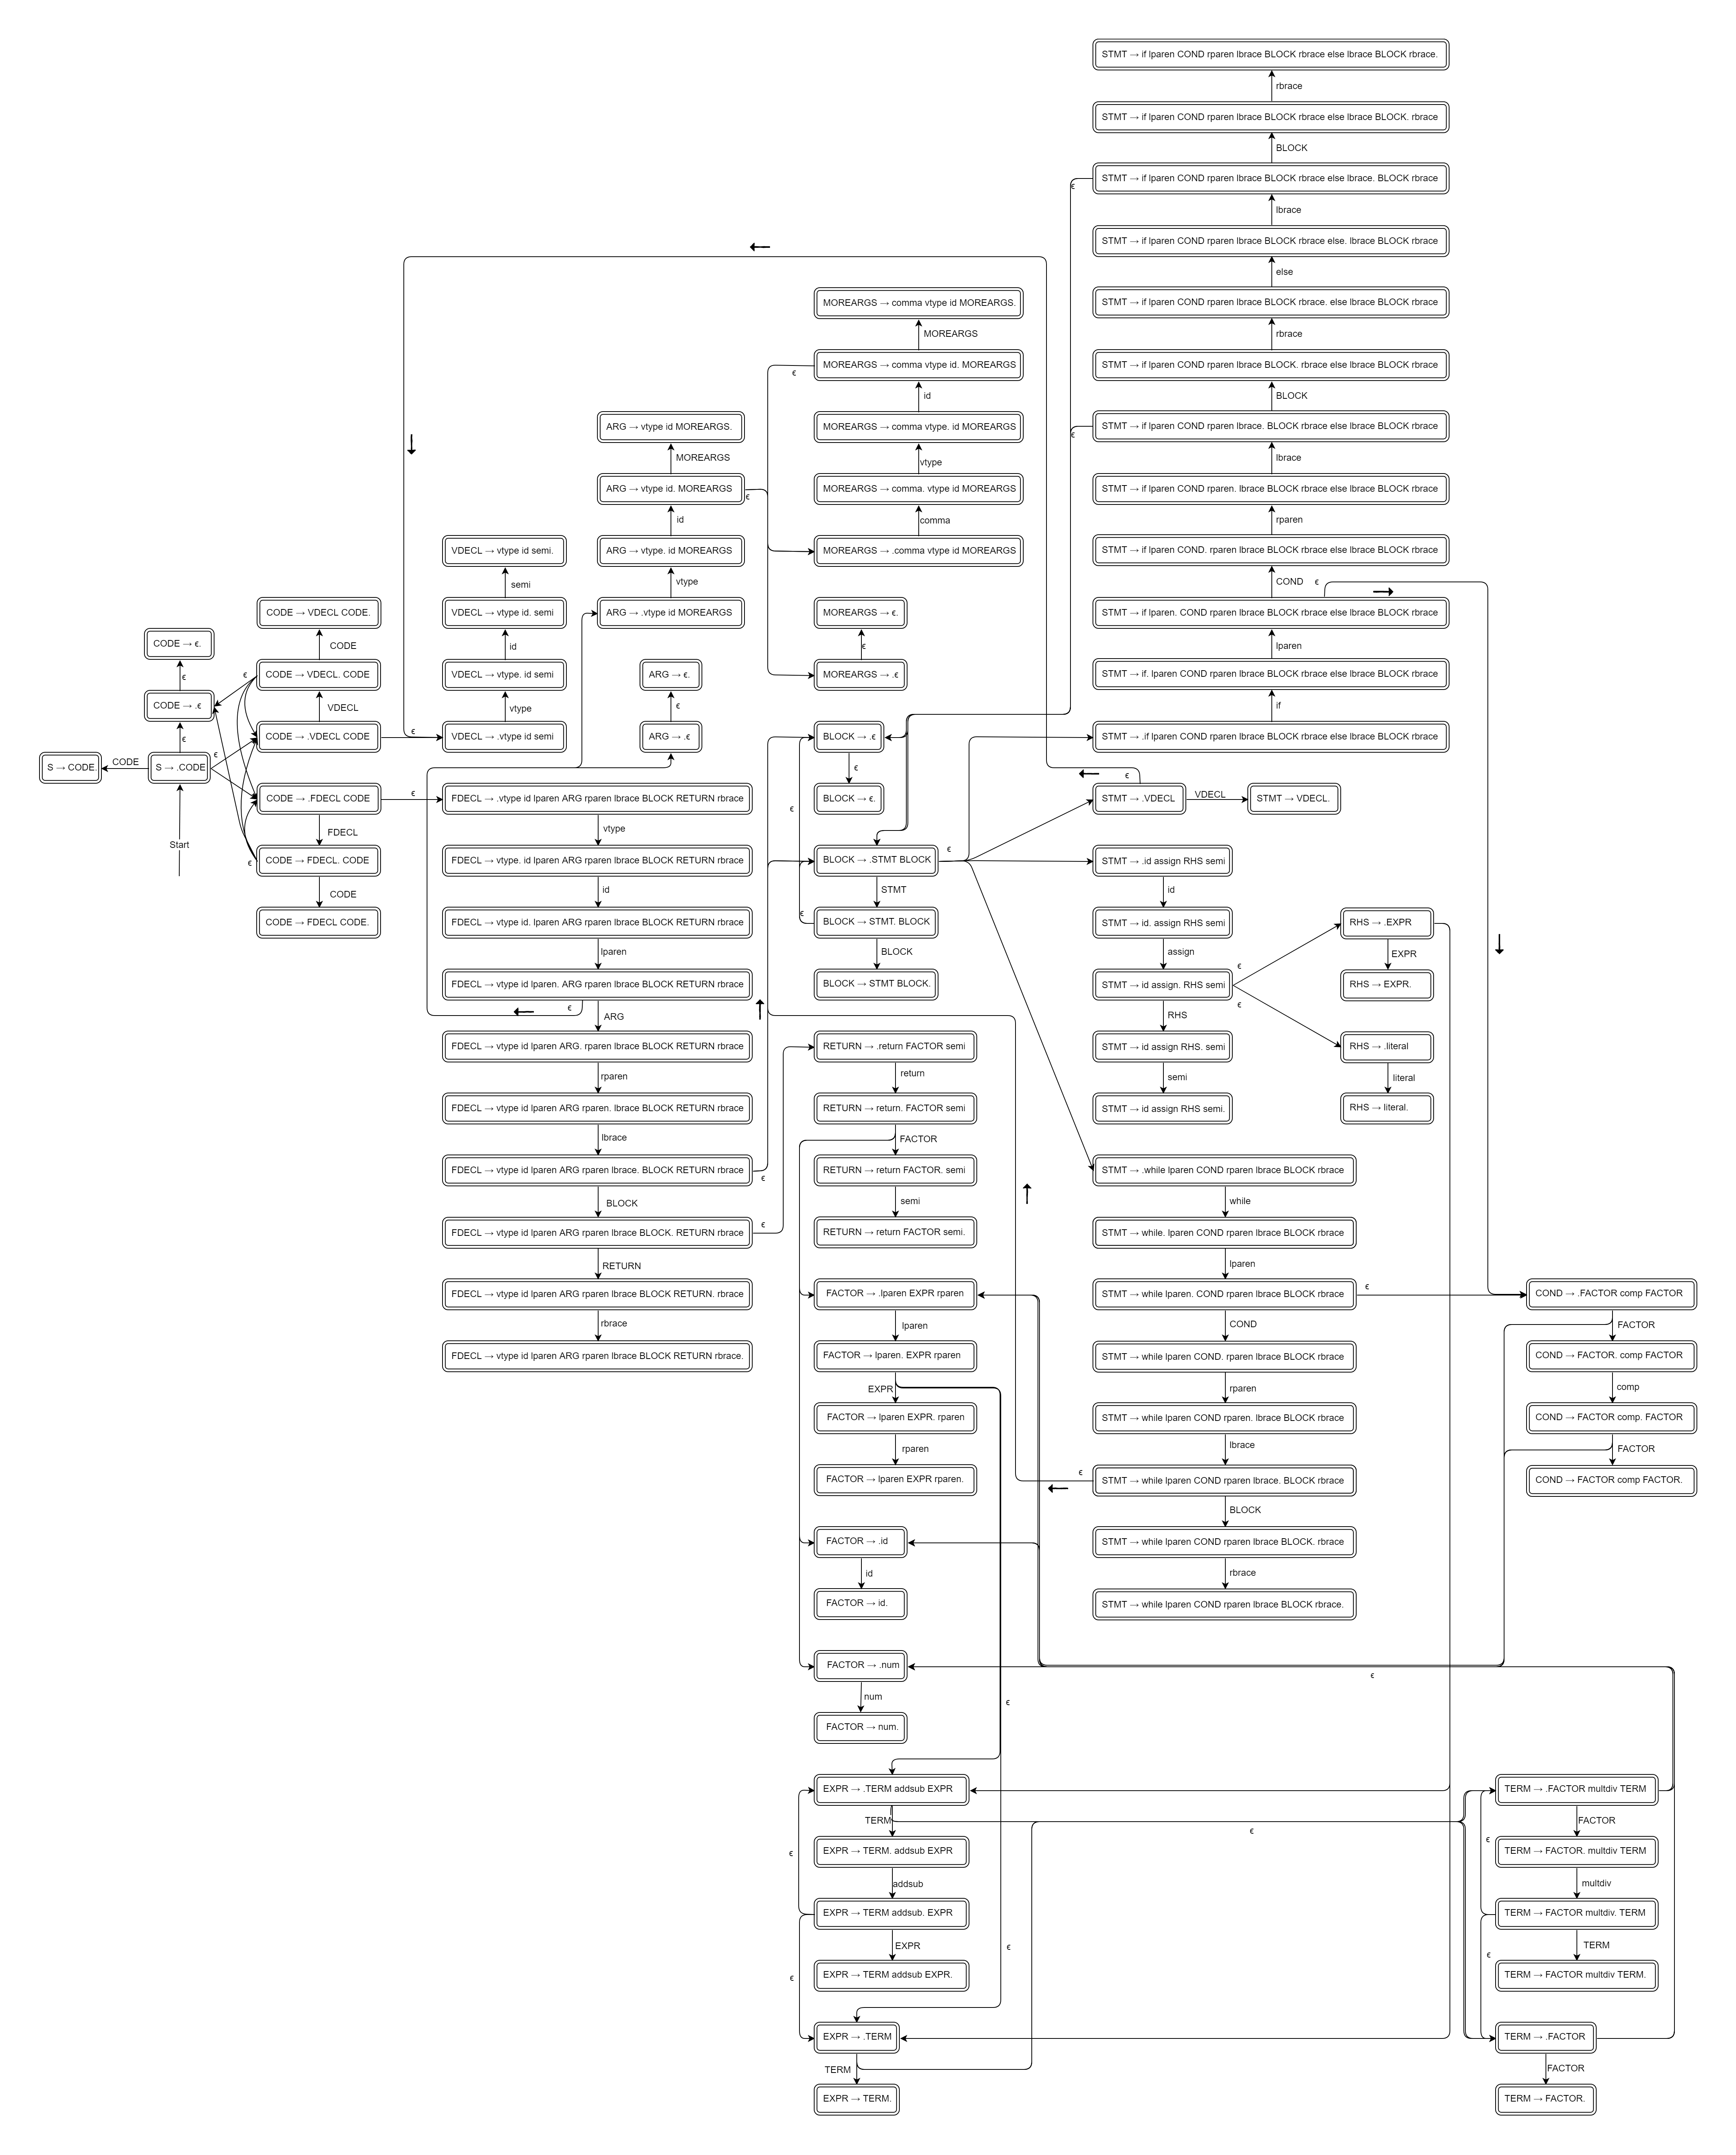 STMT → if lparen COND rparen lbrace BLOCK rbrace else lbrace BLOCK rbrace.
rbrace
STMT → if lparen COND rparen lbrace BLOCK rbrace else lbrace BLOCK. rbrace
BLOCK
STMT → if lparen COND rparen lbrace BLOCK rbrace else lbrace. BLOCK rbrace
€
lbrace
STMT → if lparen COND rparen lbrace BLOCK rbrace else. lbrace BLOCK rbrace
else
STMT → if lparen COND rparen lbrace BLOCK rbrace. else lbrace BLOCK rbrace
rbrace
STMT → if lparen COND rparen lbrace BLOCK. rbrace else lbrace BLOCK rbrace
BLOCK
STMT → if lparen COND rparen lbrace. BLOCK rbrace else lbrace BLOCK rbrace
€
lbrace
STMT → if lparen COND rparen. lbrace BLOCK rbrace else lbrace BLOCK rbrace
rparen
STMT → if lparen COND. rparen lbrace BLOCK rbrace else lbrace BLOCK rbrace
COND
€
STMT → if lparen. COND rparen lbrace BLOCK rbrace else lbrace BLOCK rbrace
lparen
STMT → if. lparen COND rparen lbrace BLOCK rbrace else lbrace BLOCK rbrace
if
STMT → .if lparen COND rparen lbrace BLOCK rbrace else lbrace BLOCK rbrace
MOREARGS → comma vtype id MOREARGS.
MOREARGS
MOREARGS → comma vtype id. MOREARGS
€
id
MOREARGS → comma vtype. id MOREARGS
vtype
MOREARGS → comma. vtype id MOREARGS
comma
MOREARGS → .comma vtype id MOREARGS
MOREARGS → €.
€
MOREARGS → .€
ARG → vtype id MOREARGS.
MOREARGS
ARG → vtype id. MOREARGS
€
id
ARG → vtype. id MOREARGS
vtype
ARG → .vtype id MOREARGS
ARG → €.
€
ARG → .€
VDECL → vtype id semi.
semi
VDECL → vtype id. semi
id
VDECL → vtype. id semi
vtype
VDECL → .vtype id semi
CODE → VDECL CODE.
CODE
CODE → VDECL. CODE
€
VDECL
CODE → .VDECL CODE
€
CODE → €.
€
CODE → .€
€
S → CODE.
CODE
S → .CODE
€
Start
CODE → .FDECL CODE
€
FDECL
CODE → FDECL. CODE
€
CODE
CODE → FDECL CODE.
FDECL → .vtype id lparen ARG rparen lbrace BLOCK RETURN rbrace
vtype
FDECL → vtype. id lparen ARG rparen lbrace BLOCK RETURN rbrace
id
FDECL → vtype id. lparen ARG rparen lbrace BLOCK RETURN rbrace
lparen
FDECL → vtype id lparen. ARG rparen lbrace BLOCK RETURN rbrace
€
ARG
FDECL → vtype id lparen ARG. rparen lbrace BLOCK RETURN rbrace
rparen
FDECL → vtype id lparen ARG rparen. lbrace BLOCK RETURN rbrace
lbrace
FDECL → vtype id lparen ARG rparen lbrace. BLOCK RETURN rbrace
€
BLOCK
FDECL → vtype id lparen ARG rparen lbrace BLOCK. RETURN rbrace
€
RETURN
FDECL → vtype id lparen ARG rparen lbrace BLOCK RETURN. rbrace
rbrace
FDECL → vtype id lparen ARG rparen lbrace BLOCK RETURN rbrace.
BLOCK → .€
€
BLOCK → €.
€
BLOCK → .STMT BLOCK
€
STMT
€
BLOCK → STMT. BLOCK
BLOCK
BLOCK → STMT BLOCK.
€
STMT → .VDECL
VDECL
STMT → VDECL.
STMT → .id assign RHS semi
id
STMT → id. assign RHS semi
assign
STMT → id assign. RHS semi
€
€
RHS
STMT → id assign RHS. semi
semi
STMT → id assign RHS semi.
RHS → .EXPR
EXPR
RHS → EXPR.
RHS → .literal
literal
RHS → literal.
RETURN → .return FACTOR semi
return
RETURN → return. FACTOR semi
FACTOR
RETURN → return FACTOR. semi
semi
RETURN → return FACTOR semi.
STMT → .while lparen COND rparen lbrace BLOCK rbrace
while
STMT → while. lparen COND rparen lbrace BLOCK rbrace
lparen
STMT → while lparen. COND rparen lbrace BLOCK rbrace
€
COND
STMT → while lparen COND. rparen lbrace BLOCK rbrace
rparen
STMT → while lparen COND rparen. lbrace BLOCK rbrace
lbrace
STMT → while lparen COND rparen lbrace. BLOCK rbrace
€
BLOCK
STMT → while lparen COND rparen lbrace BLOCK. rbrace
rbrace
STMT → while lparen COND rparen lbrace BLOCK rbrace.
COND → .FACTOR comp FACTOR
FACTOR
COND → FACTOR. comp FACTOR
comp
COND → FACTOR comp. FACTOR
FACTOR
COND → FACTOR comp FACTOR.
FACTOR → .lparen EXPR rparen
lparen
FACTOR → lparen. EXPR rparen
EXPR
FACTOR → lparen EXPR. rparen
rparen
FACTOR → lparen EXPR rparen.
FACTOR → .id
id
FACTOR → id.
FACTOR → .num
€
num
€
FACTOR → num.
EXPR → .TERM addsub EXPR
TERM
€
EXPR → TERM. addsub EXPR
€
addsub
EXPR → TERM addsub. EXPR
EXPR
€
EXPR → TERM addsub EXPR.
€
EXPR → .TERM
TERM
EXPR → TERM.
TERM → .FACTOR multdiv TERM
FACTOR
€
TERM → FACTOR. multdiv TERM
multdiv
TERM → FACTOR multdiv. TERM
TERM
€
TERM → FACTOR multdiv TERM.
TERM → .FACTOR
FACTOR
TERM → FACTOR.